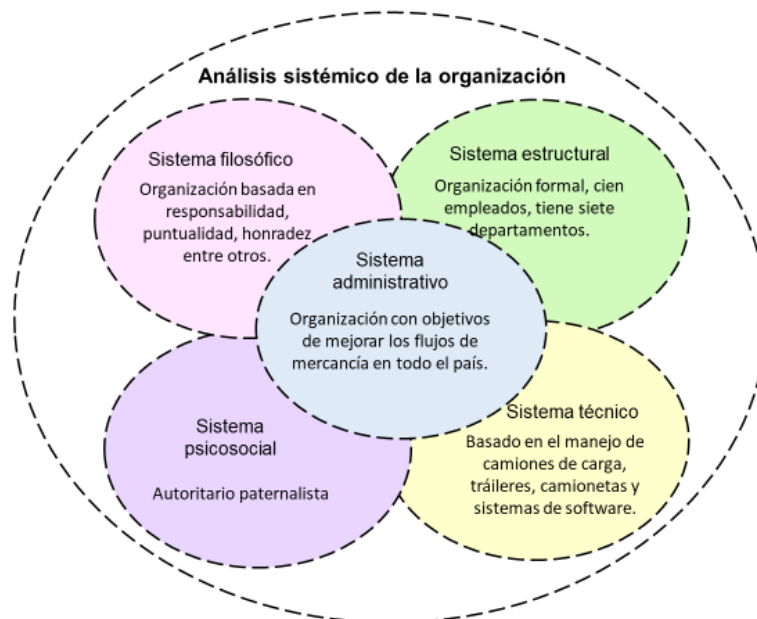 Análisis sistémico de la organización
Sistema filosófico
Organización basada en
responsabilidad,
puntualidad, honradez
entre otros.
Sistema estructural
Organización formal, cien
empleados, tiene siete
departamentos.
Sistema
administrativo
Organización con objetivos
de mejorar los flujos de
mercancía en todo el país.
Sistema
psicosocial
Autoritario paternalista
Sistema técnico
Basado en el manejo de
camiones de carga,
tráileres, camionetas y
sistemas de software.